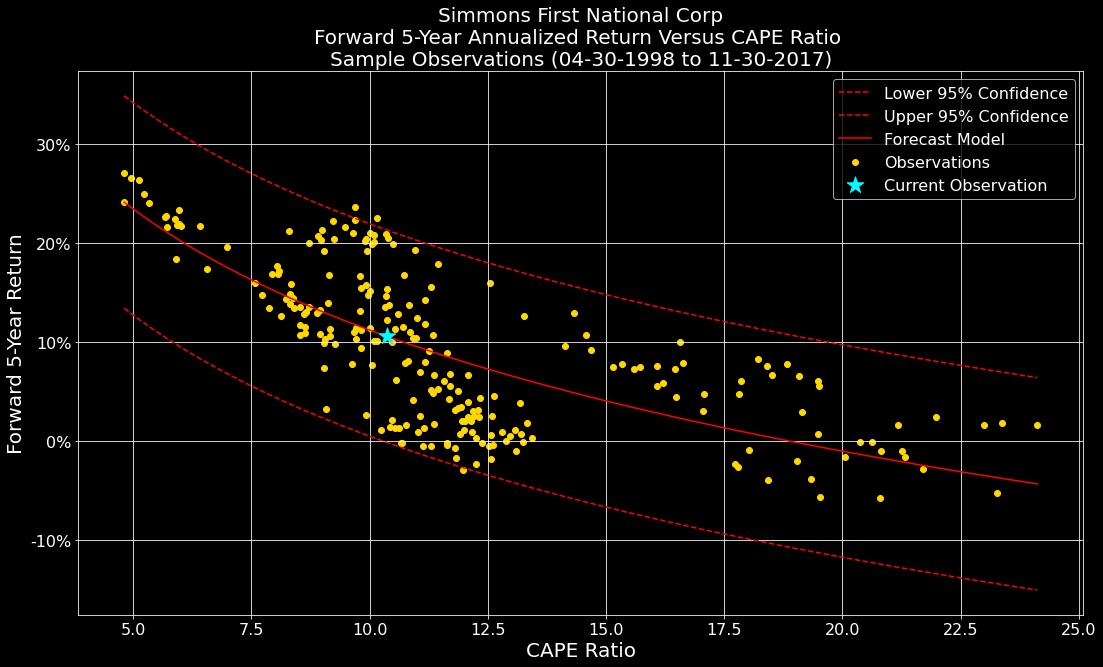 Simmons First National Corp
Forward 5-Year Annualized Return Versus CAPE Ratio
Sample Observations (04-30-1998 to 11-30-2017)
Lower 95% Confidence
Upper 95% Confidence
Forecast Model
Observations
Current Observation
Forward 5-Year Return
30%
20%
10%
0%
-10%
5.0 7.5 10.0 12.5 15.0 17.5 20.0 22.5 25.0
CAPE Ratio